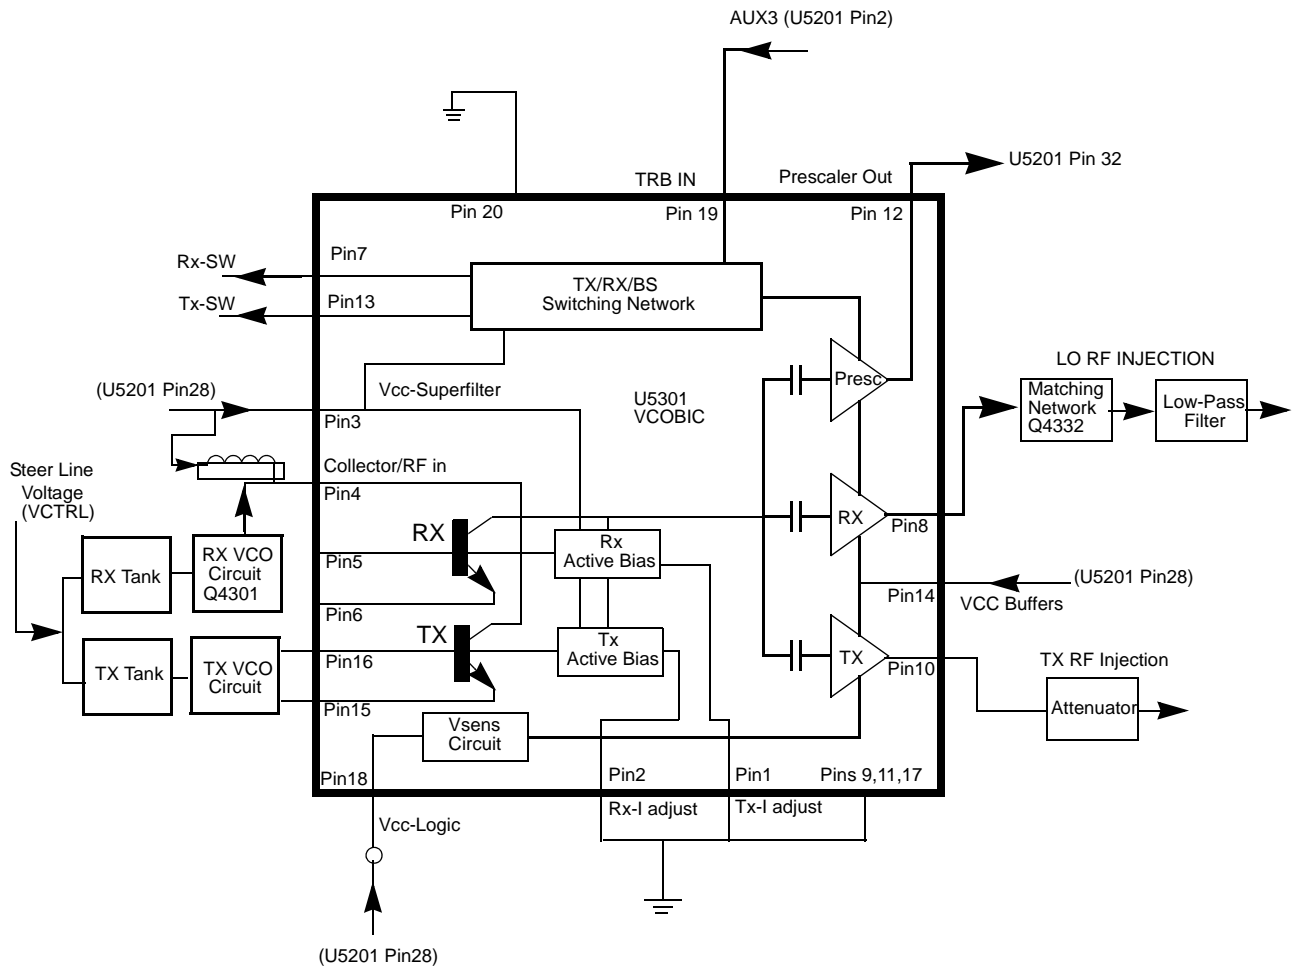 AUX3 (U5201 Pin2)
U5201 Pin 32
TRB IN
Prescaler Out
Pin 20
Pin 19
Pin 12
Pin7
Rx-SW
TX/RX/BS
Switching Network
Pin13
Tx-SW
LO RF INJECTION
Presc
(U5201 Pin28)
Vcc-Superfilter
U5301
VCOBIC
Matching
Network
Q4332
Low-Pass
Filter
Pin3
Steer Line
Voltage
(VCTRL)
Collector/RF in
Pin4
RX
RX
Pin8
RX Tank
RX VCO
Circuit
Q4301
Pin5
Rx
Active Bias
(U5201 Pin28)
Pin14
VCC Buffers
Pin6
TX
Tx
Active Bias
TX
Pin10
Pin16
TX Tank
TX VCO
Circuit
TX RF Injection
Attenuator
Pin15
Vsens
Circuit
Pin18
Pin2
Pin1
Pins 9,11,17
Rx-I adjust
Tx-I adjust
Vcc-Logic
(U5201 Pin28)